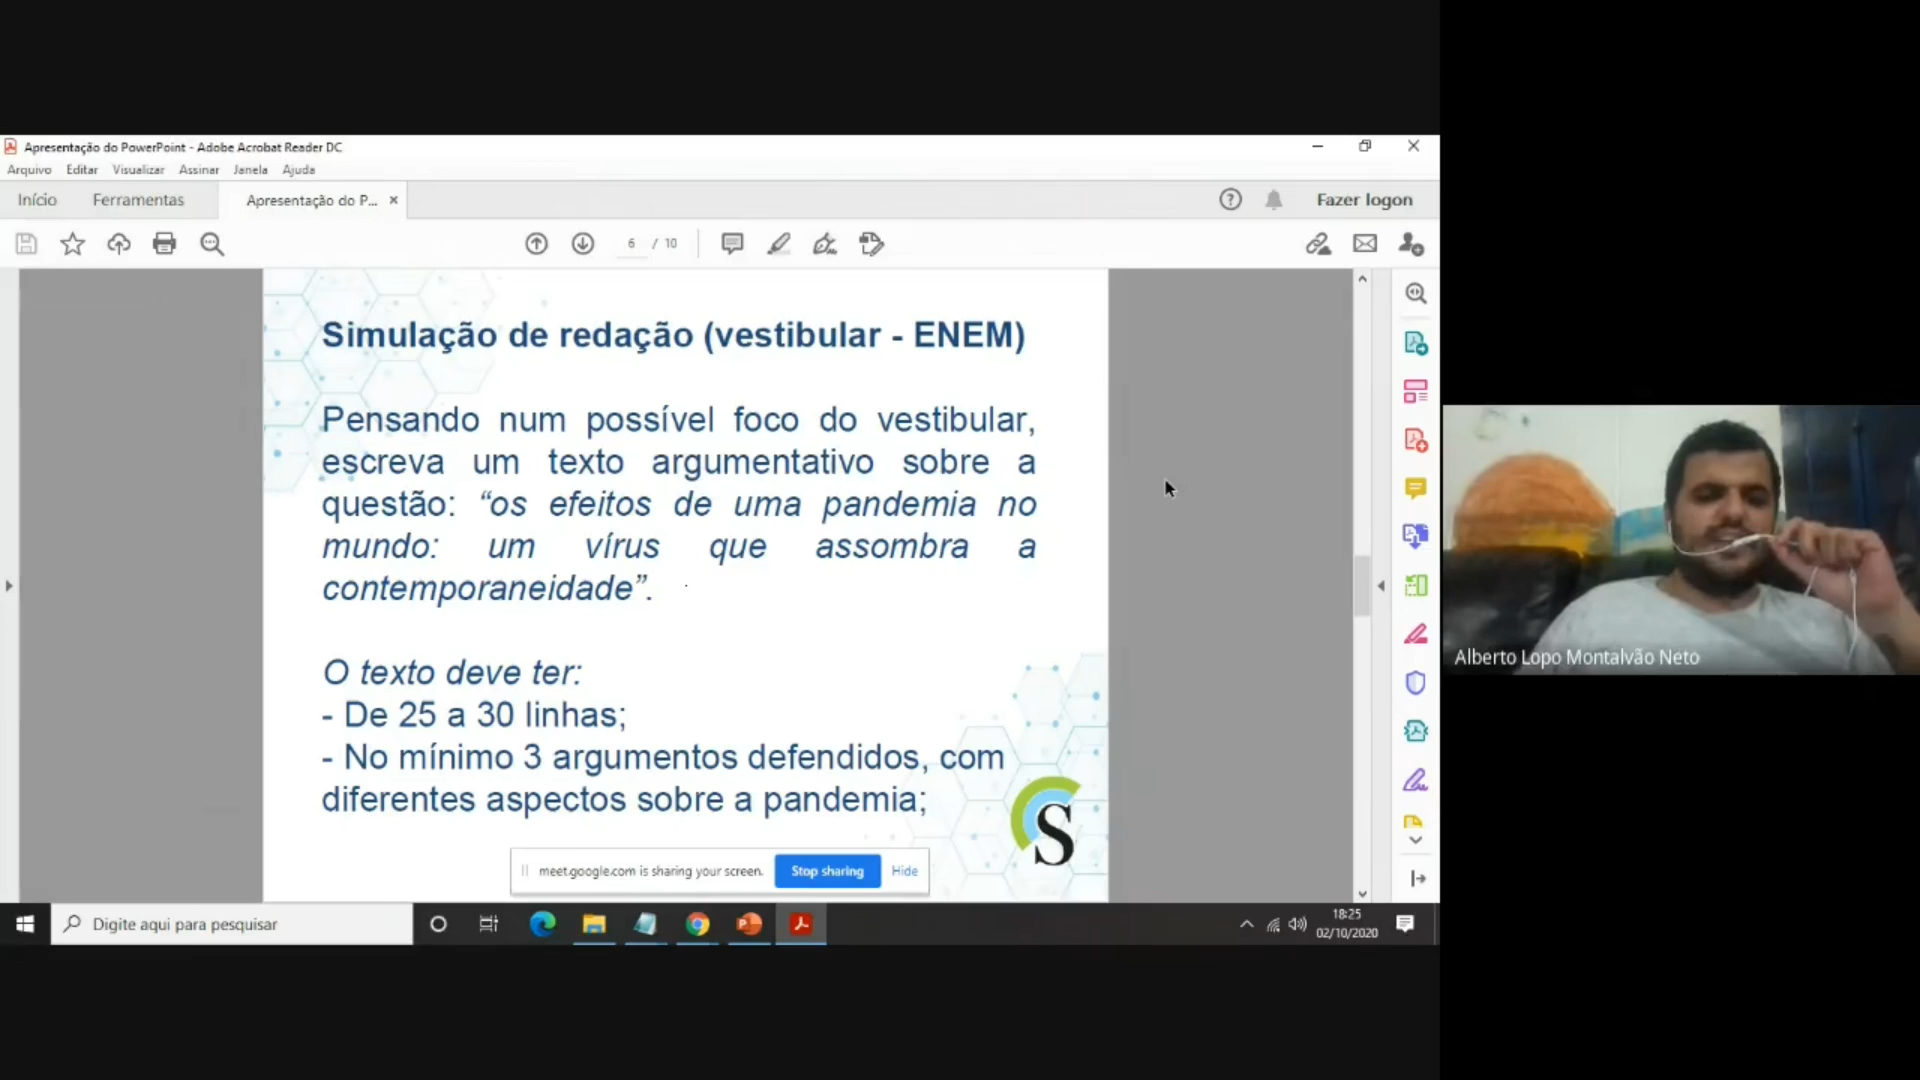 Apresentação do PowerPoint - Adobe Acrobat Reader DC
Arquivo Editar Visualizar Assinar Janela Ajuda
Início Ferramentas Apresentação do P... ×
? Fazer logon
6 / 10
Simulação de redação (vestibular - ENEM)
Pensando num possível foco do vestibular,
escreva um texto argumentativo sobre a
questão: “os efeitos de uma pandemia no
mundo: um vírus que assombra a
contemporaneidade”.
O texto deve ter:
- De 25 a 30 linhas;
- No mínimo 3 argumentos defendidos, com
diferentes aspectos sobre a pandemia;
S
meet.google.com is sharing your screen. Stop sharing Hide
Digite aqui para pesquisar
18:25
02/10/2020
Alberto Lopo Montalvão Neto